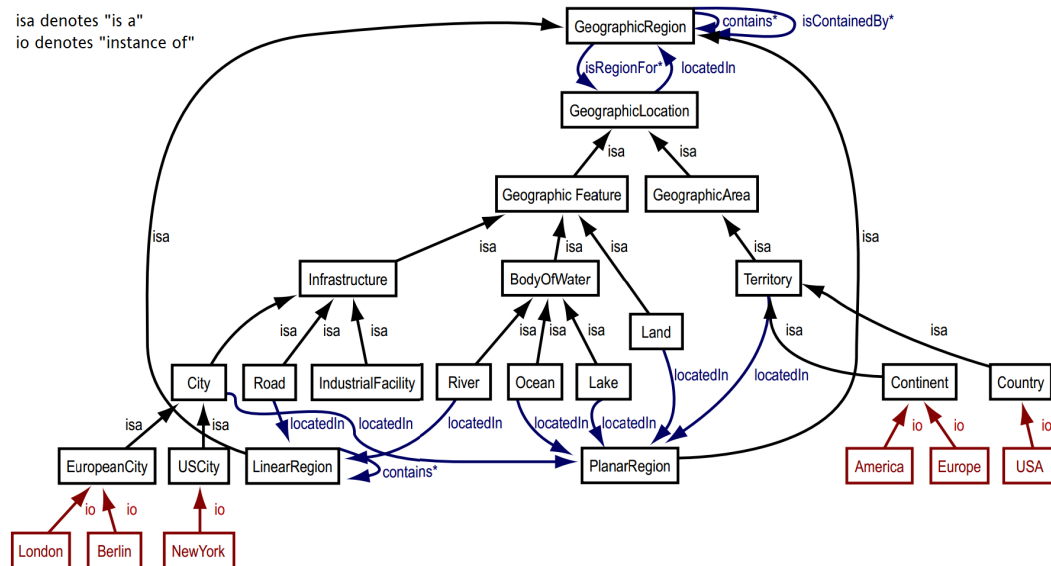 isa denotes "is a"
io denotes "instance of"
GeographicRegion
contains*
isContainedBy*
isRegionFor*
locatedIn
GeographicLocation
isa
isa
Geographic Feature
GeographicArea
isa
isa
isa
isa
isa
isa
Infrastructure
BodyOfWater
Territory
Land
isa
isa
isa
isa
isa
isa
isa
City
Road
IndustrialFacility
River
Ocean
Lake
locatedIn
locatedIn
Continent
Country
isa
isa
locatedIn
locatedIn
locatedIn
locatedIn
io
io
io
EuropeanCity
USCity
LinearRegion
contains*
PlanarRegion
America
Europe
USA
io
io
io
London
Berlin
NewYork